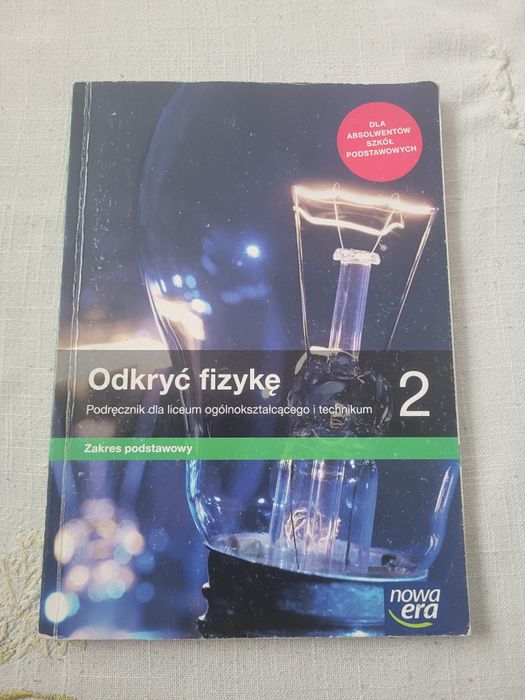 DLA
ABSOLWENTÓW
SZKÓŁ
PODSTAWOWYCH
Odkryć fizykę
2
Podręcznik dla liceum ogólnokształcącego i technikum
Zakres podstawowy
nowa
era